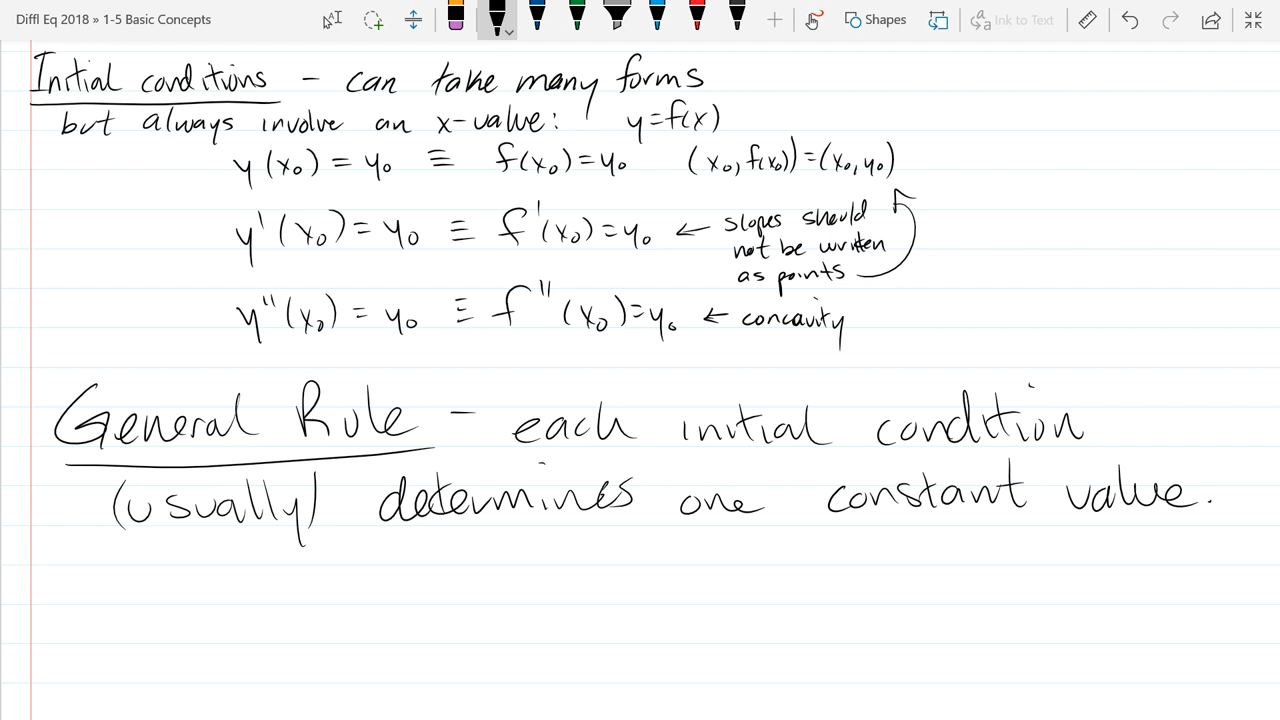 Diffl Eq 2018 » 1-5 Basic Concepts
Shapes
Ink to Text
Initial conditions - can take many forms
but always involve an x-value: y=f(x)
y(x₀) = y₀ ≡ f(x₀)=y₀ (x₀, f(x₀))=(x₀, y₀)
y'(x₀) = y₀ ≡ f'(x₀)=y₀ ← slopes should
not be written
as points
y''(x₀) = y₀ ≡ f''(x₀)=y₀ ← concavity
General Rule - each initial condition
(usually) determines one constant value.